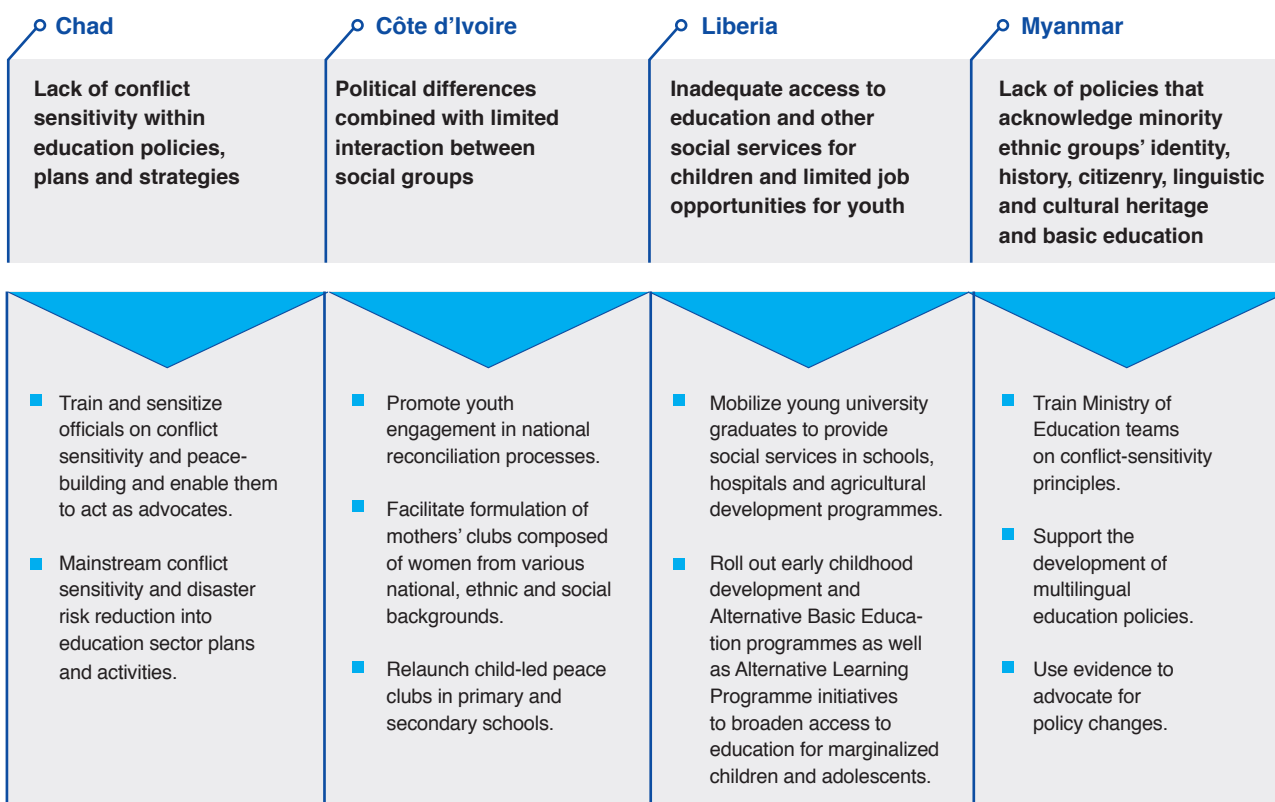 Chad
Lack of conflict
sensitivity within
education policies,
plans and strategies
Train and sensitize
officials on conflict
sensitivity and peace-
building and enable them
to act as advocates.
Mainstream conflict
sensitivity and disaster
risk reduction into
education sector plans
and activities.
Côte d’Ivoire
Political differences
combined with limited
interaction between
social groups
Promote youth
engagement in national
reconciliation processes.
Facilitate formulation of
mothers’ clubs composed
of women from various
national, ethnic and social
backgrounds.
Relaunch child-led peace
clubs in primary and
secondary schools.
Liberia
Inadequate access to
education and other
social services for
children and limited job
opportunities for youth
Mobilize young university
graduates to provide
social services in schools,
hospitals and agricultural
development programmes.
Roll out early childhood
development and
Alternative Basic Educa-
tion programmes as well
as Alternative Learning
Programme initiatives
to broaden access to
education for marginalized
children and adolescents.
Myanmar
Lack of policies that
acknowledge minority
ethnic groups’ identity,
history, citizenry, linguistic
and cultural heritage
and basic education
Train Ministry of
Education teams
on conflict-sensitivity
principles.
Support the
development of
multilingual
education policies.
Use evidence to
advocate for
policy changes.